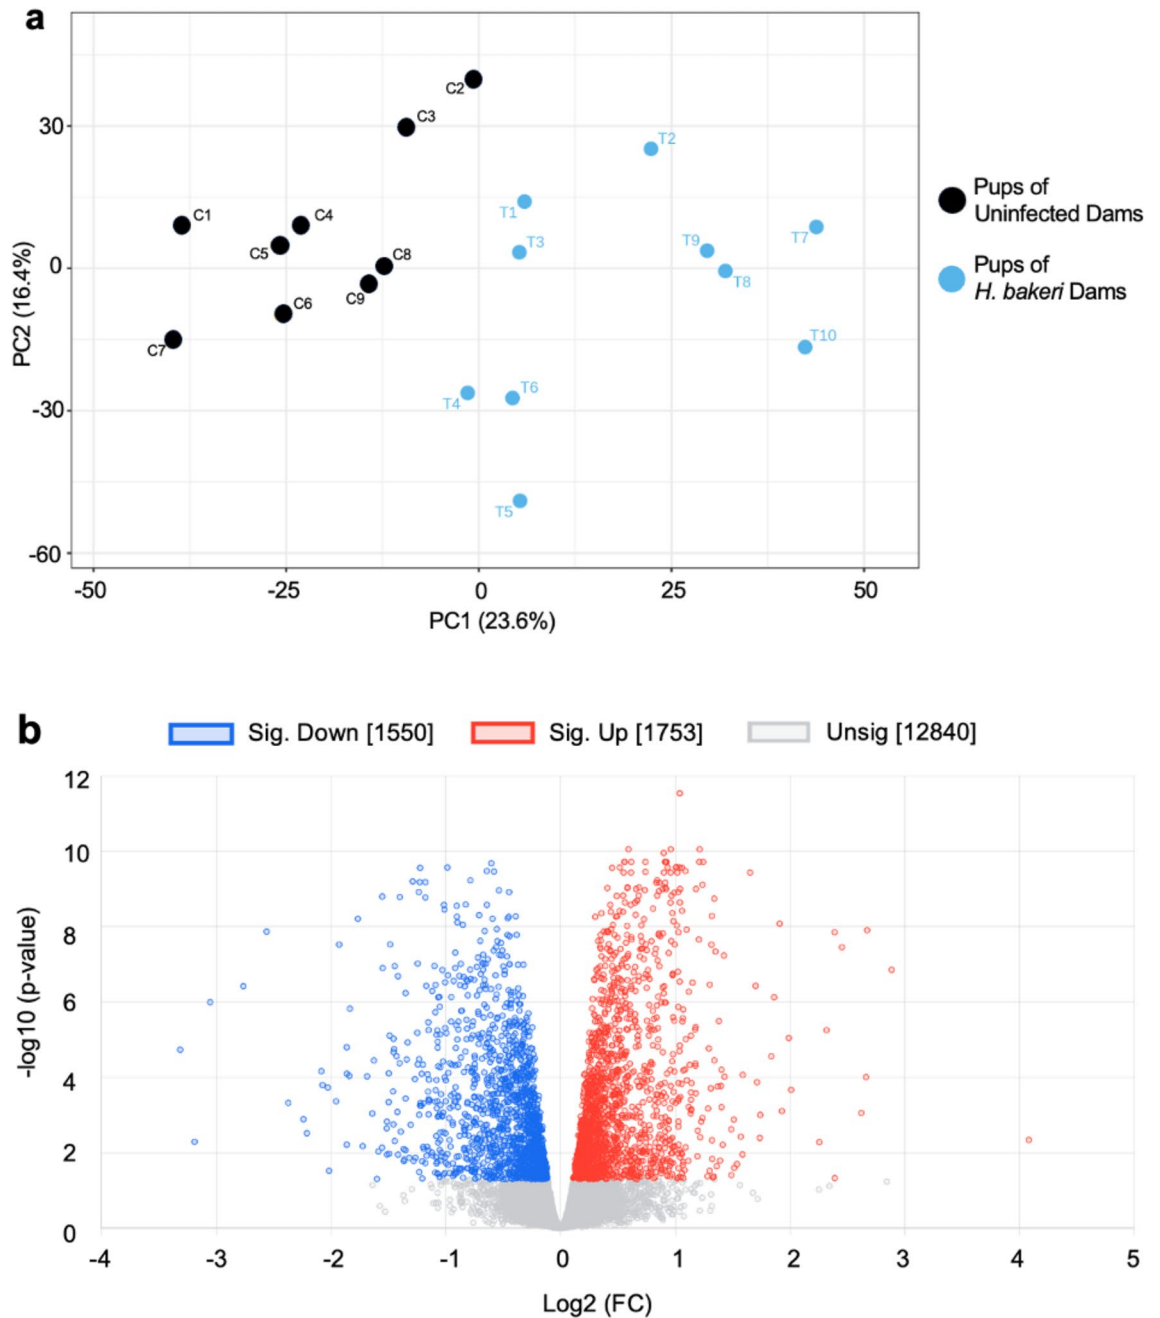 a
C2
C3
C1
C4
C5
C8
C9
C6
C7
T2
T1
T3
T7
T9
T8
T10
T4
T6
T5
30
0
-30
-60
PC2 (16.4%)
-50 -25 0 25 50
PC1 (23.6%)
Pups of
Uninfected Dams
Pups of
H. bakeri Dams
b
Sig. Down [1550] Sig. Up [1753] Unsig [12840]
12
10
8
6
4
2
0
-log10 (p-value)
-4 -3 -2 -1 0 1 2 3 4 5
Log2 (FC)